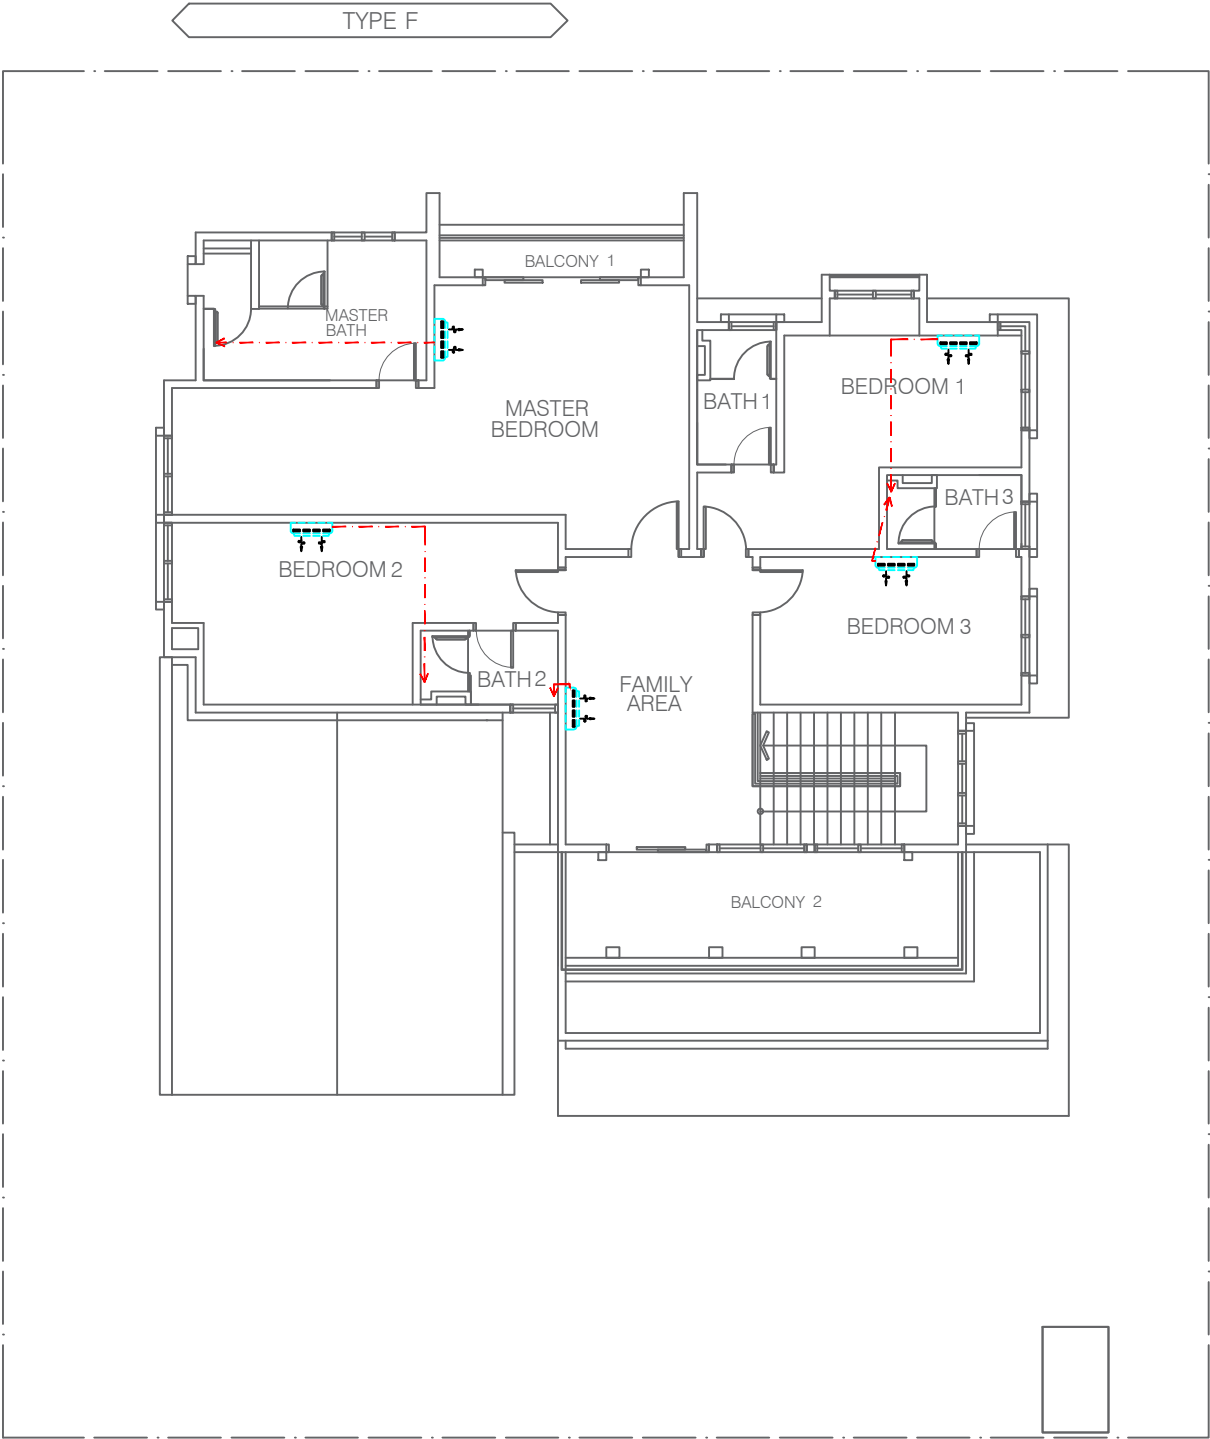 TYPE F
BALCONY 1
MASTER
BATH
BEDROOM 1
BATH 1
MASTER
BEDROOM
BATH 3
BEDROOM 2
BEDROOM 3
BATH 2
FAMILY
AREA
BALCONY 2